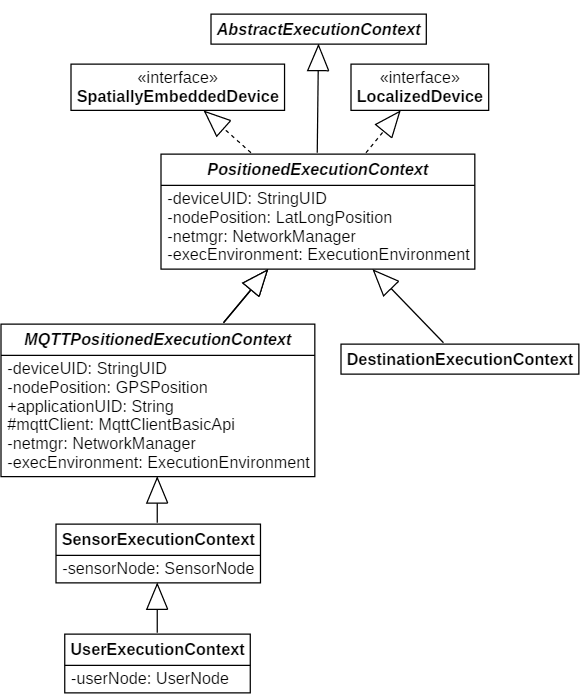 AbstractExecutionContext
«interface»
SpatiallyEmbeddedDevice
«interface»
LocalizedDevice
PositionedExecutionContext
-deviceUID: StringUID
-nodePosition: LatLongPosition
-netmgr: NetworkManager
-execEnvironment: ExecutionEnvironment
MQTTPositionedExecutionContext
-deviceUID: StringUID
-nodePosition: GPSPosition
+applicationUID: String
#mqttClient: MqttClientBasicApi
-netmgr: NetworkManager
-execEnvironment: ExecutionEnvironment
DestinationExecutionContext
SensorExecutionContext
-sensorNode: SensorNode
UserExecutionContext
-userNode: UserNode